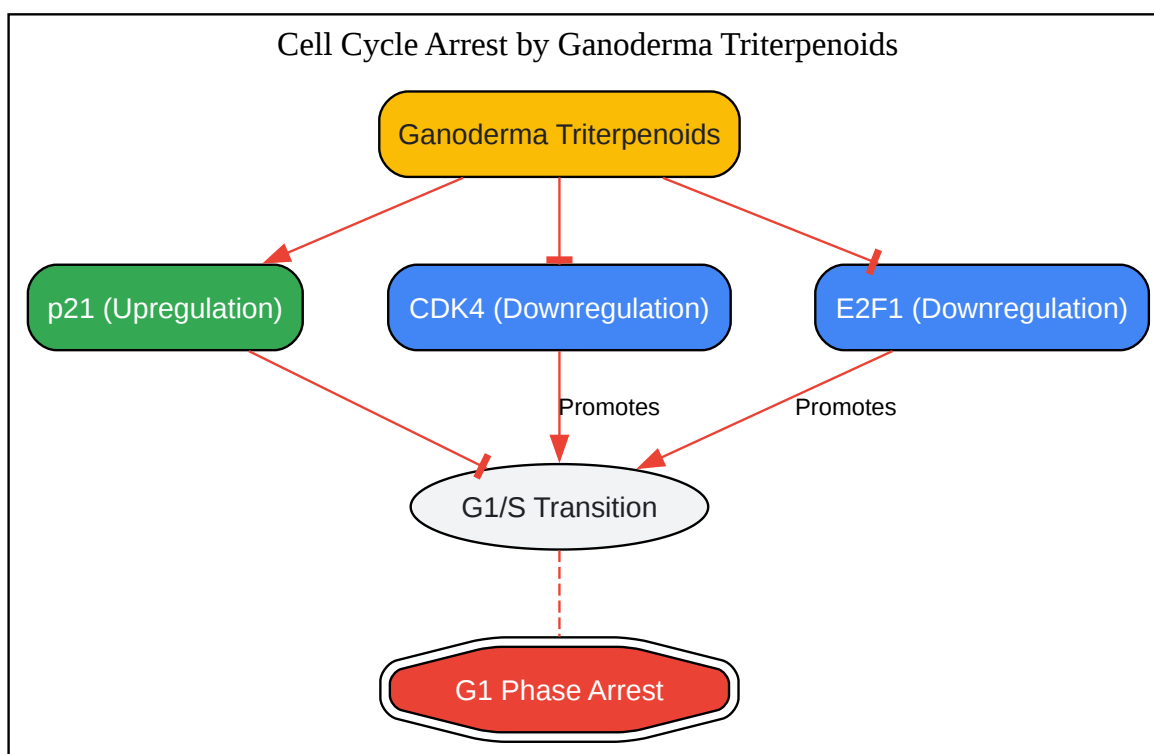 Cell Cycle Arrest by Ganoderma Triterpenoids
Ganoderma Triterpenoids
p21 (Upregulation)
CDK4 (Downregulation)
E2F1 (Downregulation)
Promotes
Promotes
G1/S Transition
G1 Phase Arrest